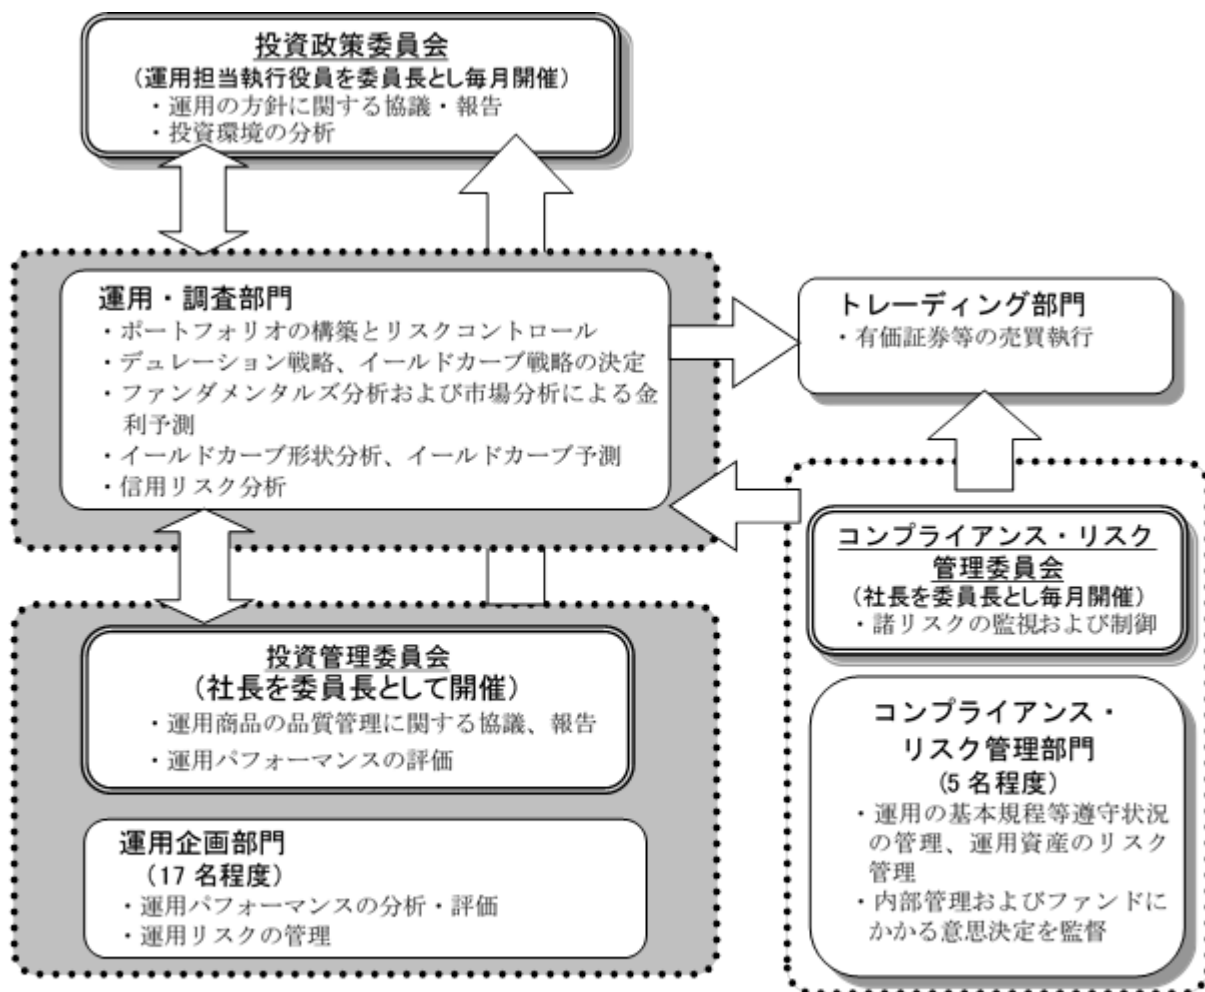 投資政策委員会
(運用担当執行役員を委員長とし毎月開催)
・運用の方針に関する協議・報告
・投資環境の分析
運用・調査部門
・ポートフォリオの構築とリスクコントロール
・デュレーション戦略、イールドカーブ戦略の決定
・ファンダメンタルズ分析および市場分析による金
利予測
・イールドカーブ形状分析、イールドカーブ予測
・信用リスク分析
トレーディング部門
・有価証券等の売買執行
投資管理委員会
(社長を委員長として開催)
・運用商品の品質管理に関する協議、報告
・運用パフォーマンスの評価
運用企画部門
(17 名程度)
・運用パフォーマンスの分析・評価
・運用リスクの管理
コンプライアンス・リスク
管理委員会
(社長を委員長とし毎月開催)
・諸リスクの監視および制御
コンプライアンス・
リスク管理部門
(5 名程度)
・運用の基本規程等遵守状況
の管理、運用資産のリスク
管理
・内部管理およびファンドに
かかる意思決定を監督